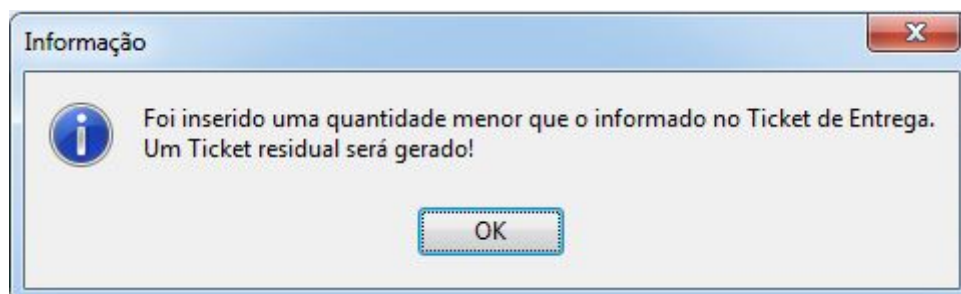 Informação
Foi inserido uma quantidade menor que o informado no Ticket de Entrega.
Um Ticket residual será gerado!
OK